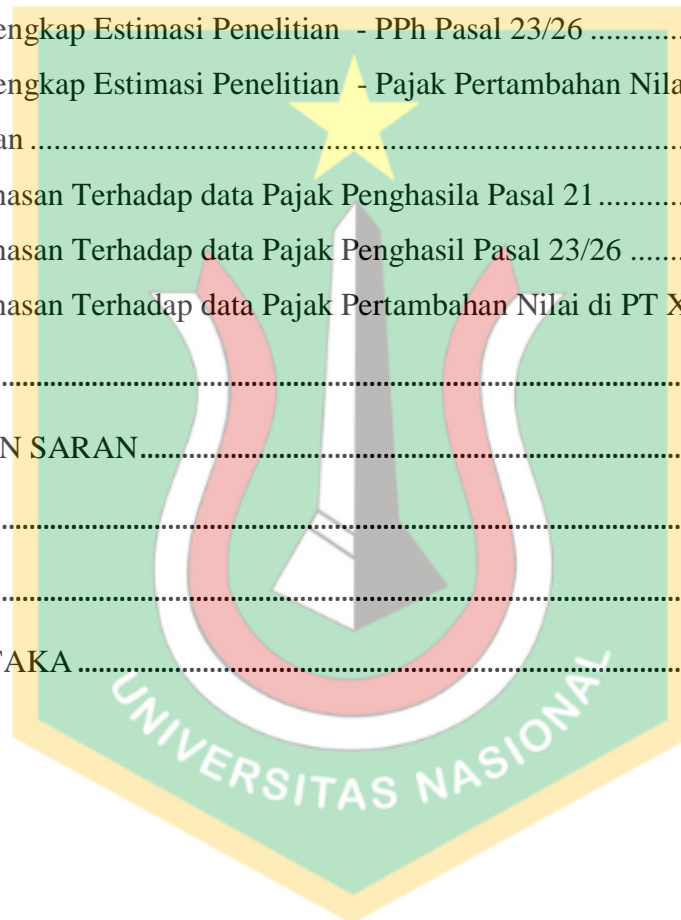 engkap Estimasi Penelitian - PPh Pasal 23/26 ..............
engkap Estimasi Penelitian - Pajak Pertambahan Nila
an ....................................................................................
hasan Terhadap data Pajak Penghasila Pasal 21 ...........
hasan Terhadap data Pajak Penghasil Pasal 23/26 .......
hasan Terhadap data Pajak Pertambahan Nilai di PT X
........................................................................................
N SARAN.......................................................................
........................................................................................
........................................................................................
TAKA ..............................................................................
UNIVERSITAS NASIONAL